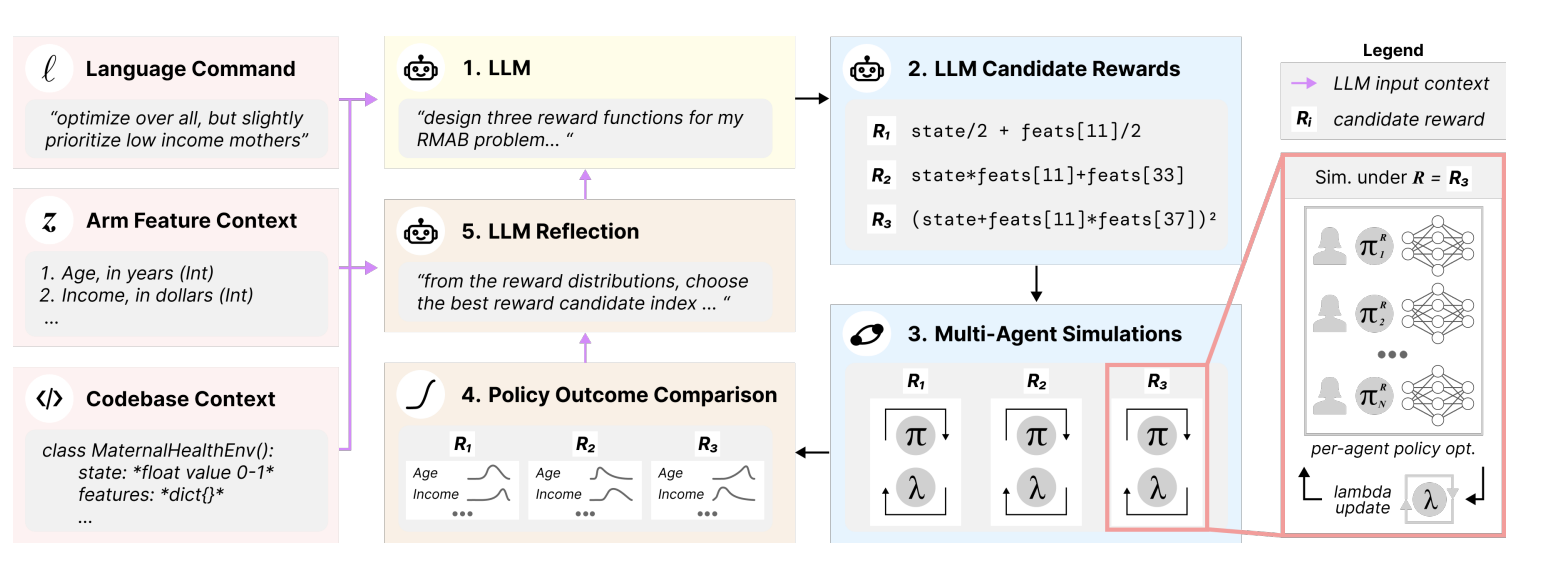 ℓ Language Command
“optimize over all, but slightly
prioritize low income mothers”
z Arm Feature Context
1. Age, in years (Int)
2. Income, in dollars (Int)
...
</> Codebase Context
class MaternalHealthEnv():
state: *float value 0-1*
features: *dict{}*
...
1. LLM
“design three reward functions for my
RMAB problem... “
5. LLM Reflection
“from the reward distributions, choose
the best reward candidate index ... “
4. Policy Outcome Comparison
R₁ R₂ R₃
Age Age Age
Income Income Income
•••  •••  •••
2. LLM Candidate Rewards
R₁ state/2 + feats[11]/2
R₂ state*feats[11]+feats[33]
R₃ (state+feats[11]*feats[37])²
3. Multi-Agent Simulations
R₁ R₂ R₃
π π π
λ λ λ
Legend
LLM input context
Rᵢ candidate reward
Sim. under R = R₃
π₁ᴿ
π₂ᴿ
•••
π_Nᴿ
per-agent policy opt.
lambda
update
λ